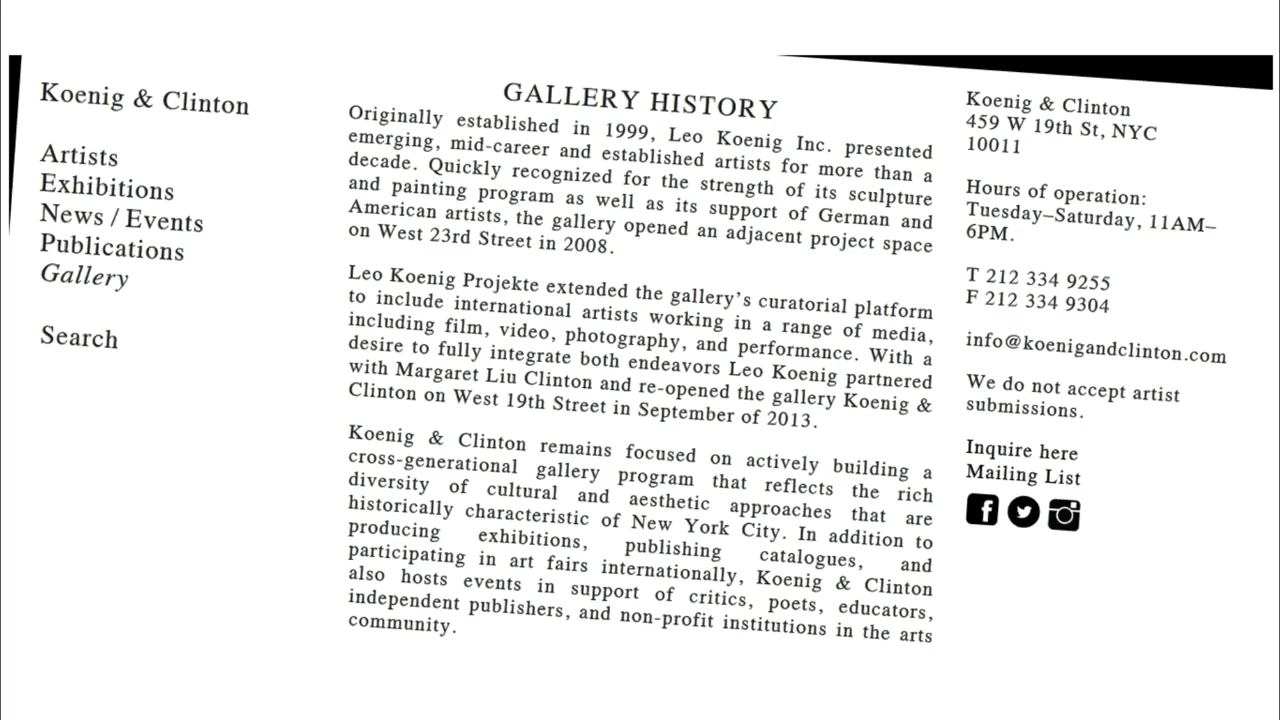 Koenig & Clinton
Artists
Exhibitions
News / Events
Publications
Gallery
Search
GALLERY HISTORY
Originally established in 1999, Leo Koenig Inc. presented
emerging, mid-career and established artists for more than a
decade. Quickly recognized for the strength of its sculpture
and painting program as well as its support of German and
American artists, the gallery opened an adjacent project space
on West 23rd Street in 2008.
Leo Koenig Projekte extended the gallery's curatorial platform
to include international artists working in a range of media,
including film, video, photography, and performance. With a
desire to fully integrate both endeavors Leo Koenig partnered
with Margaret Liu Clinton and re-opened the gallery Koenig &
Clinton on West 19th Street in September of 2013.
Koenig & Clinton remains focused on actively building a
cross-generational gallery program that reflects the rich
diversity of cultural and aesthetic approaches that are
historically characteristic of New York City. In addition to
producing exhibitions, publishing catalogues, and
participating in art fairs internationally, Koenig & Clinton
also hosts events in support of critics, poets, educators,
independent publishers, and non-profit institutions in the arts
community.
Koenig & Clinton
459 W 19th St, NYC
10011
Hours of operation:
Tuesday–Saturday, 11AM–
6PM.
T 212 334 9255
F 212 334 9304
info@koenigandclinton.com
We do not accept artist
submissions.
Inquire here
Mailing List